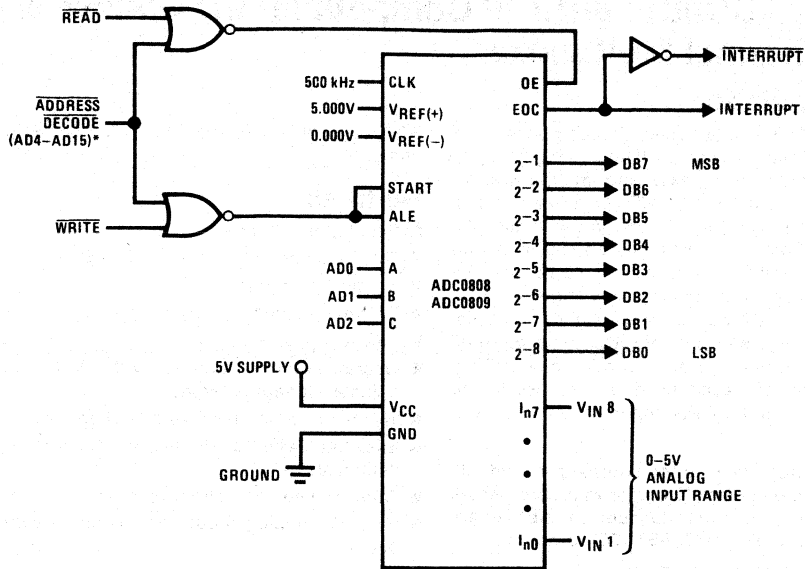 READ
ADDRESS
DECODE
(AD4-AD15)*
WRITE
500 kHz
5.000V
0.000V
CLK
VREF(+)
VREF(-)
START
ALE
AD0
AD1
AD2
A
B
C
5V SUPPLY
VCC
GND
GROUND
ADC0808
ADC0809
OE
EOC
INTERRUPT
INTERRUPT
2-1 DB7 MSB
2-2 DB6
2-3 DB5
2-4 DB4
2-5 DB3
2-6 DB2
2-7 DB1
2-8 DB0 LSB
In7 VIN 8
0-5V
ANALOG
INPUT RANGE
In0 VIN 1